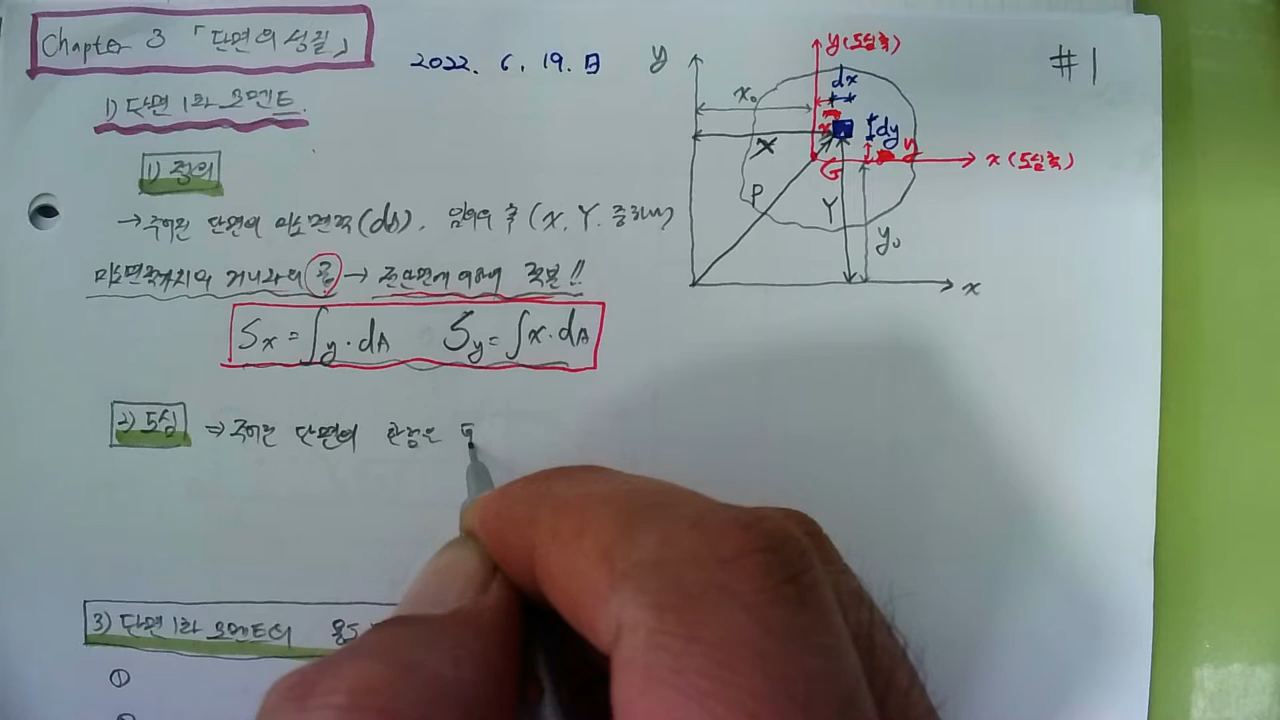 Chapter 3 「단면의 성질」
2022. 6. 19. 日
#1
1) 단면 1차 모멘트.
1) 정의
→ 주어진 단면의 미소면적(dA), 임의의 축 (X, Y. 중 하나)
미소면적까지의 거리와의 곱 → 전단면에 대하여 적분!!
Sx = ∫y·dA Sy = ∫x·dA
2) 도심 ⇒ 주어진 단면의 한점은
3) 단면 1차 모멘트의 용도
①
y
y (도심축)
dx
x₀
x
dy
X
y
x (도심축)
G
P
Y
y₀
x